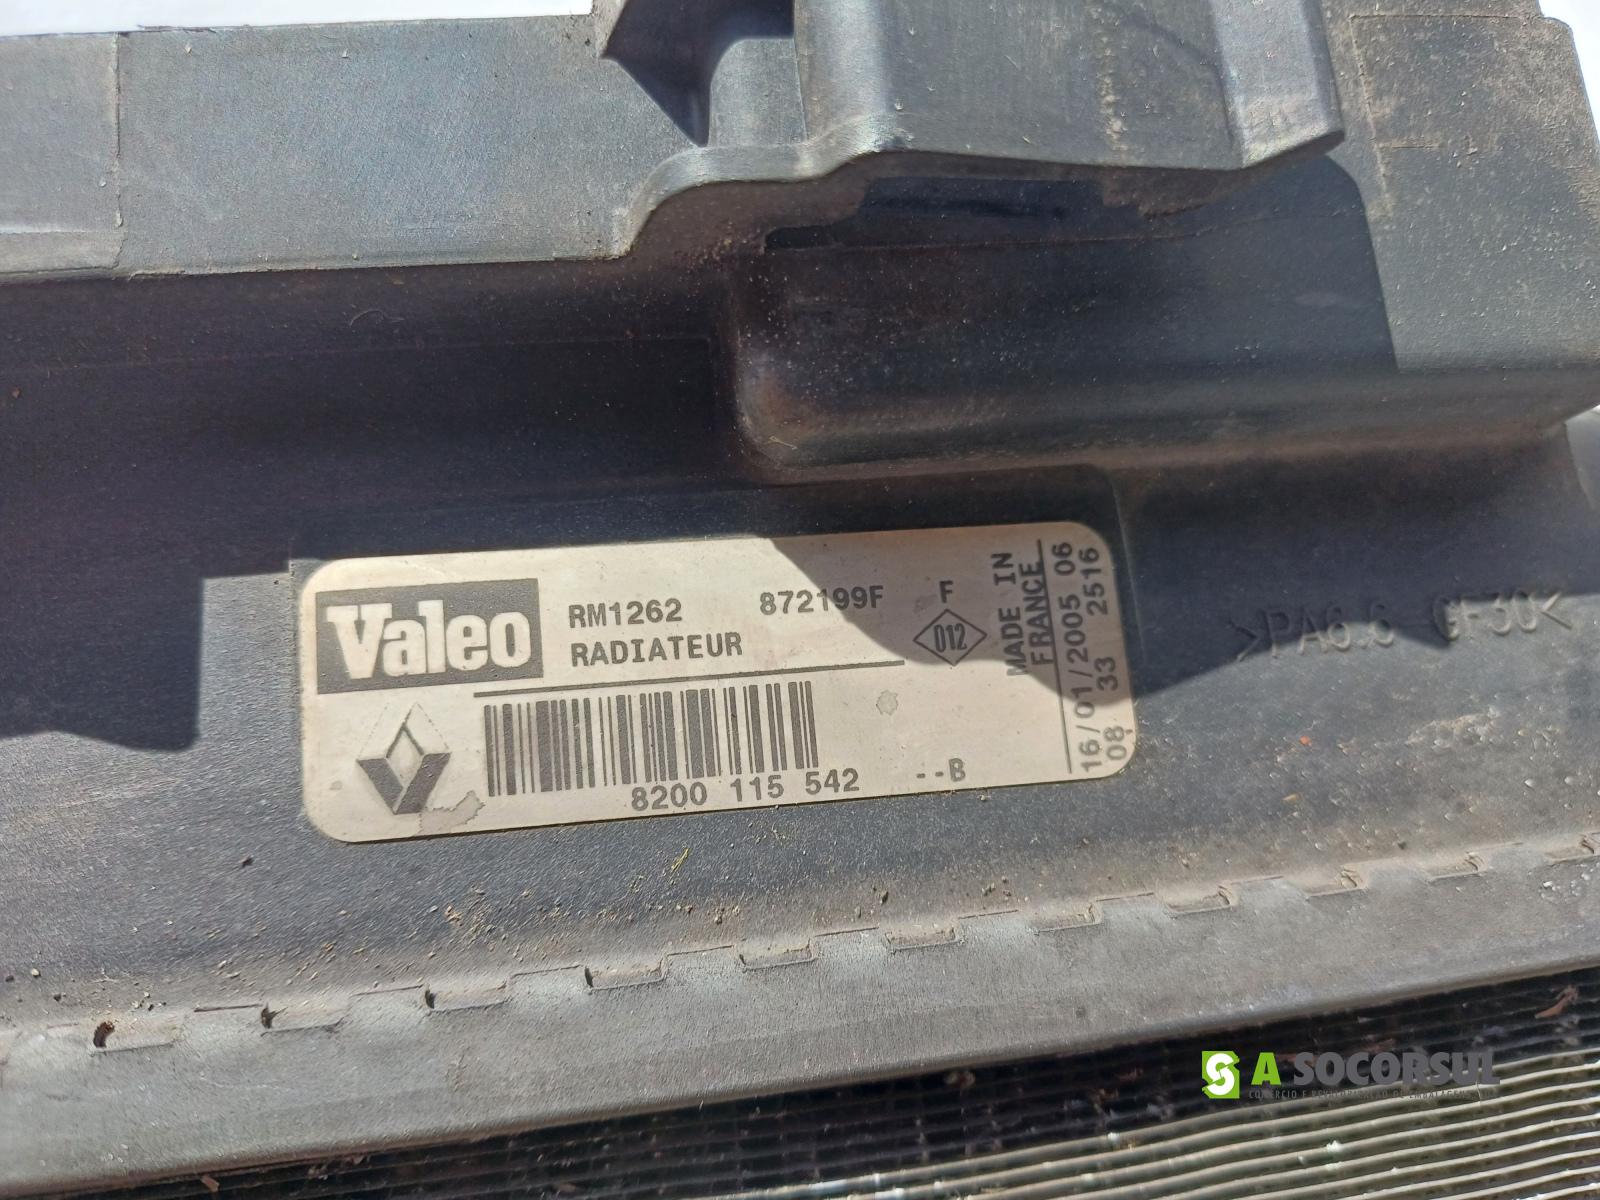 Valeo
RM1262 872199F F
RADIATEUR
012
8200 115 542 --B
MADE IN
FRANCE
16/01/2005 06
08 33 2516
>PA6.6 GF30<
S A SOCORSUL